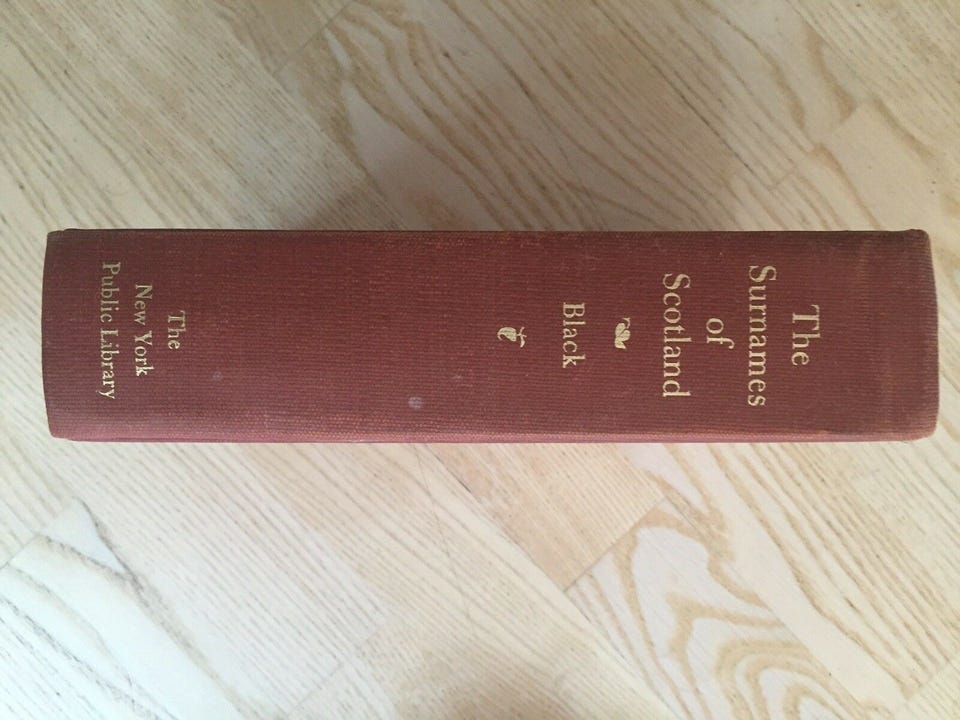 The
Surnames
of
Scotland
Black
The
New York
Public Library